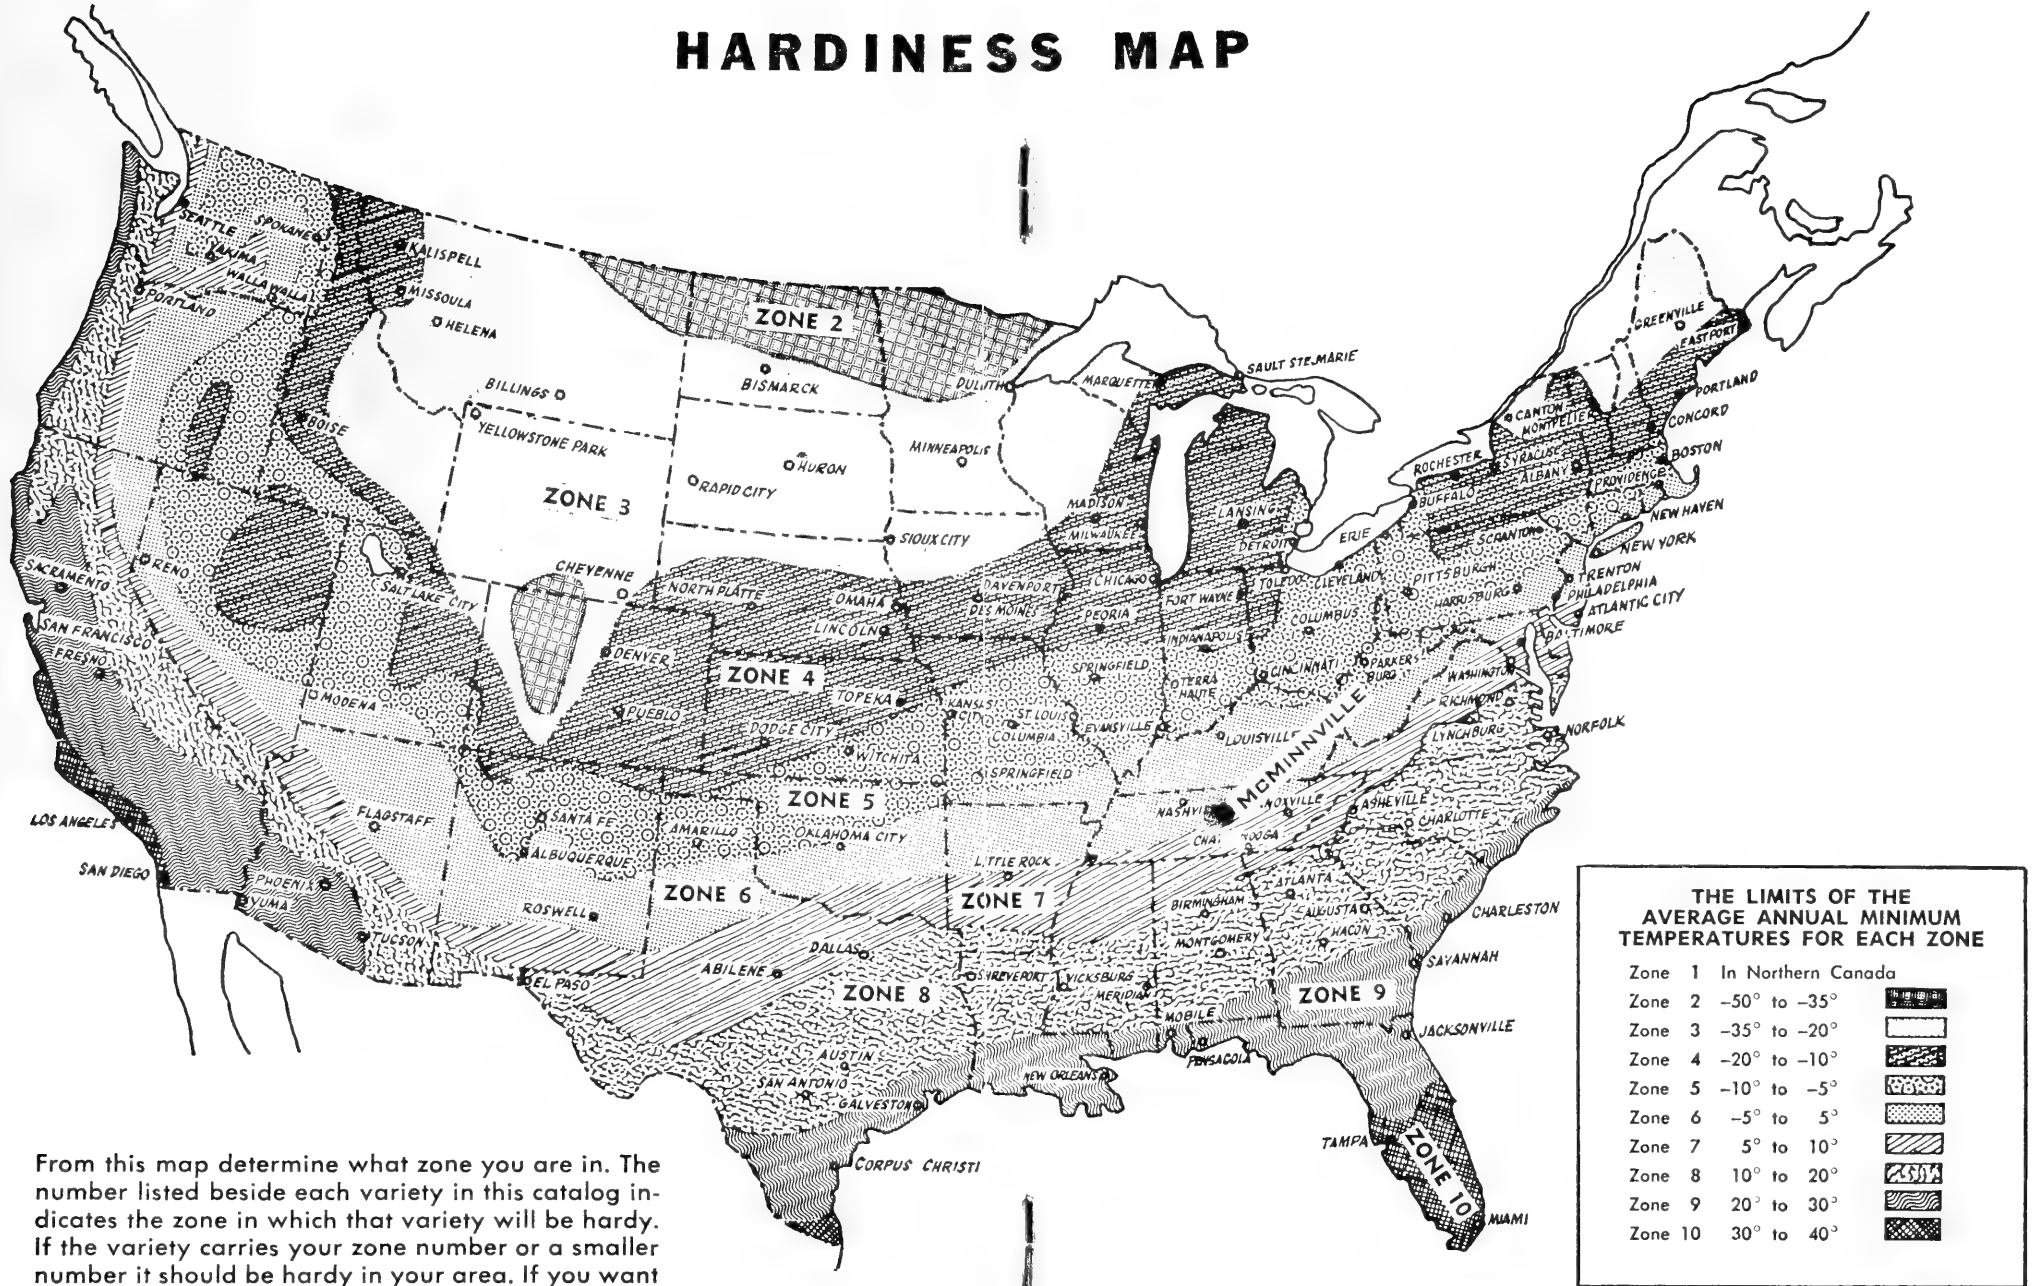 HARDINESS MAP
SEATTLE
SPOKANE
YAKIMA
WALLA WALLA
PORTLAND
KALISPELL
MISSOULA
HELENA
BILLINGS
YELLOWSTONE PARK
BOISE
ZONE 2
BISMARCK
DULUTH
MINNEAPOLIS
HURON
RAPID CITY
ZONE 3
SIOUX CITY
MARQUETTE
SAULT STE. MARIE
GREENVILLE
EASTPORT
PORTLAND
CONCORD
CANTON
MONTPELIER
BOSTON
ROCHESTER
SYRACUSE
ALBANY
PROVIDENCE
BUFFALO
NEW HAVEN
SCRANTON
NEW YORK
ERIE
MADISON
MILWAUKEE
LANSING
DETROIT
CHEYENNE
NORTH PLATTE
OMAHA
LINCOLN
DAVENPORT
DES MOINES
CHICAGO
PEORIA
FORT WAYNE
TOLEDO
CLEVELAND
PITTSBURGH
HARRISBURG
TRENTON
PHILADELPHIA
ATLANTIC CITY
BALTIMORE
COLUMBUS
INDIANAPOLIS
RENO
SACRAMENTO
SALT LAKE CITY
SAN FRANCISCO
FRESNO
MODENA
DENVER
ZONE 4
TOPEKA
PUEBLO
DODGE CITY
WITCHITA
KANSAS CITY
ST LOUIS
COLUMBIA
SPRINGFIELD
SPRINGFIELD
TERRA HAUTE
CINCINNATI
PARKERSBURG
WASHINGTON
RICHMOND
LYNCHBURG
NORFOLK
EVANSVILLE
LOUISVILLE
MCMINNVILLE
ZONE 5
LOS ANGELES
FLAGSTAFF
SANTA FE
ALBUQUERQUE
AMARILLO
OKLAHOMA CITY
ASHEVILLE
CHARLOTTE
LITTLE ROCK
SAN DIEGO
PHOENIX
YUMA
TUCSON
ROSWELL
ZONE 6
ZONE 7
EL PASO
ABILENE
DALLAS
ZONE 8
SHREVEPORT
VICKSBURG
MERIDIAN
BIRMINGHAM
MONTGOMERY
ATLANTA
AUGUSTA
MACON
CHARLESTON
SAVANNAH
ZONE 9
JACKSONVILLE
MOBILE
PENSACOLA
NEW ORLEANS
AUSTIN
SAN ANTONIO
GALVESTON
CORPUS CHRISTI
TAMPA
ZONE 10
MIAMI
From this map determine what zone you are in. The
number listed beside each variety in this catalog in-
dicates the zone in which that variety will be hardy.
If the variety carries your zone number or a smaller
number it should be hardy in your area. If you want
THE LIMITS OF THE
AVERAGE ANNUAL MINIMUM
TEMPERATURES FOR EACH ZONE
Zone 1 In Northern Canada
Zone 2 -50° to -35°
Zone 3 -35° to -20°
Zone 4 -20° to -10°
Zone 5 -10° to -5°
Zone 6 -5° to 5°
Zone 7 5° to 10°
Zone 8 10° to 20°
Zone 9 20° to 30°
Zone 10 30° to 40°